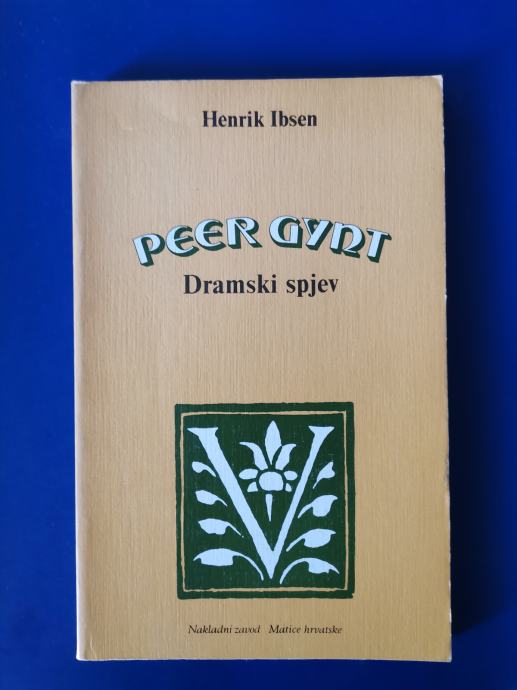 Henrik Ibsen
PEER GYNT
Dramski spjev
V
Nakladni zavod Matice hrvatske